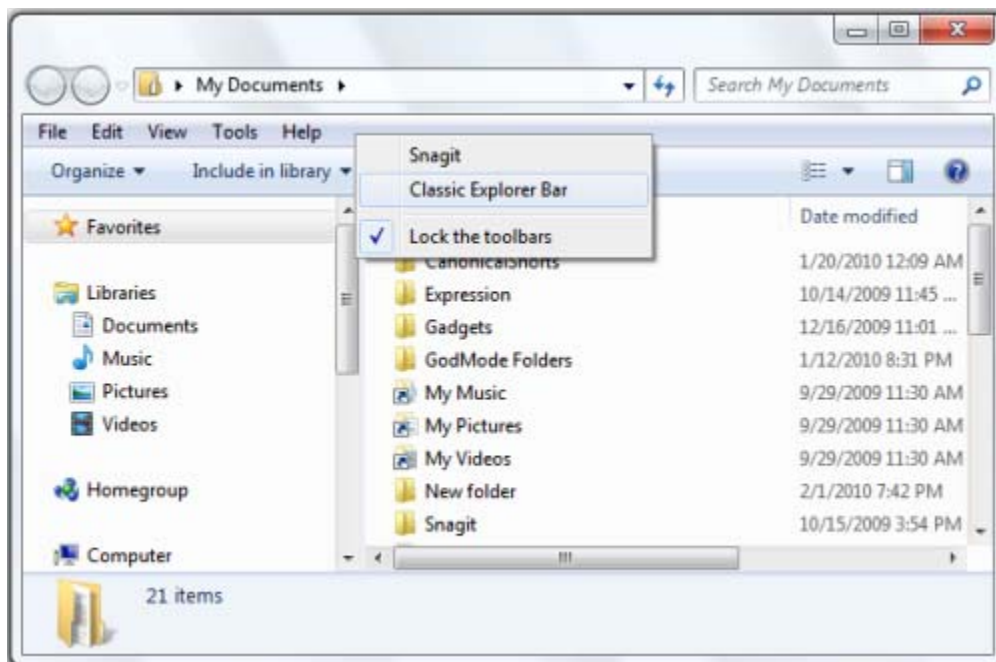 My Documents
Search My Documents
File Edit View Tools Help
Organize Include in library
Snagit
Classic Explorer Bar
Lock the toolbars
Date modified
Favorites
Libraries
Documents
Music
Pictures
Videos
Homegroup
Computer
CanonicalShorts 1/20/2010 12:09 AM
Expression 10/14/2009 11:45 ...
Gadgets 12/16/2009 11:01 ...
GodMode Folders 1/12/2010 8:31 PM
My Music 9/29/2009 11:30 AM
My Pictures 9/29/2009 11:30 AM
My Videos 9/29/2009 11:30 AM
New folder 2/1/2010 7:42 PM
Snagit 10/15/2009 3:54 PM
21 items